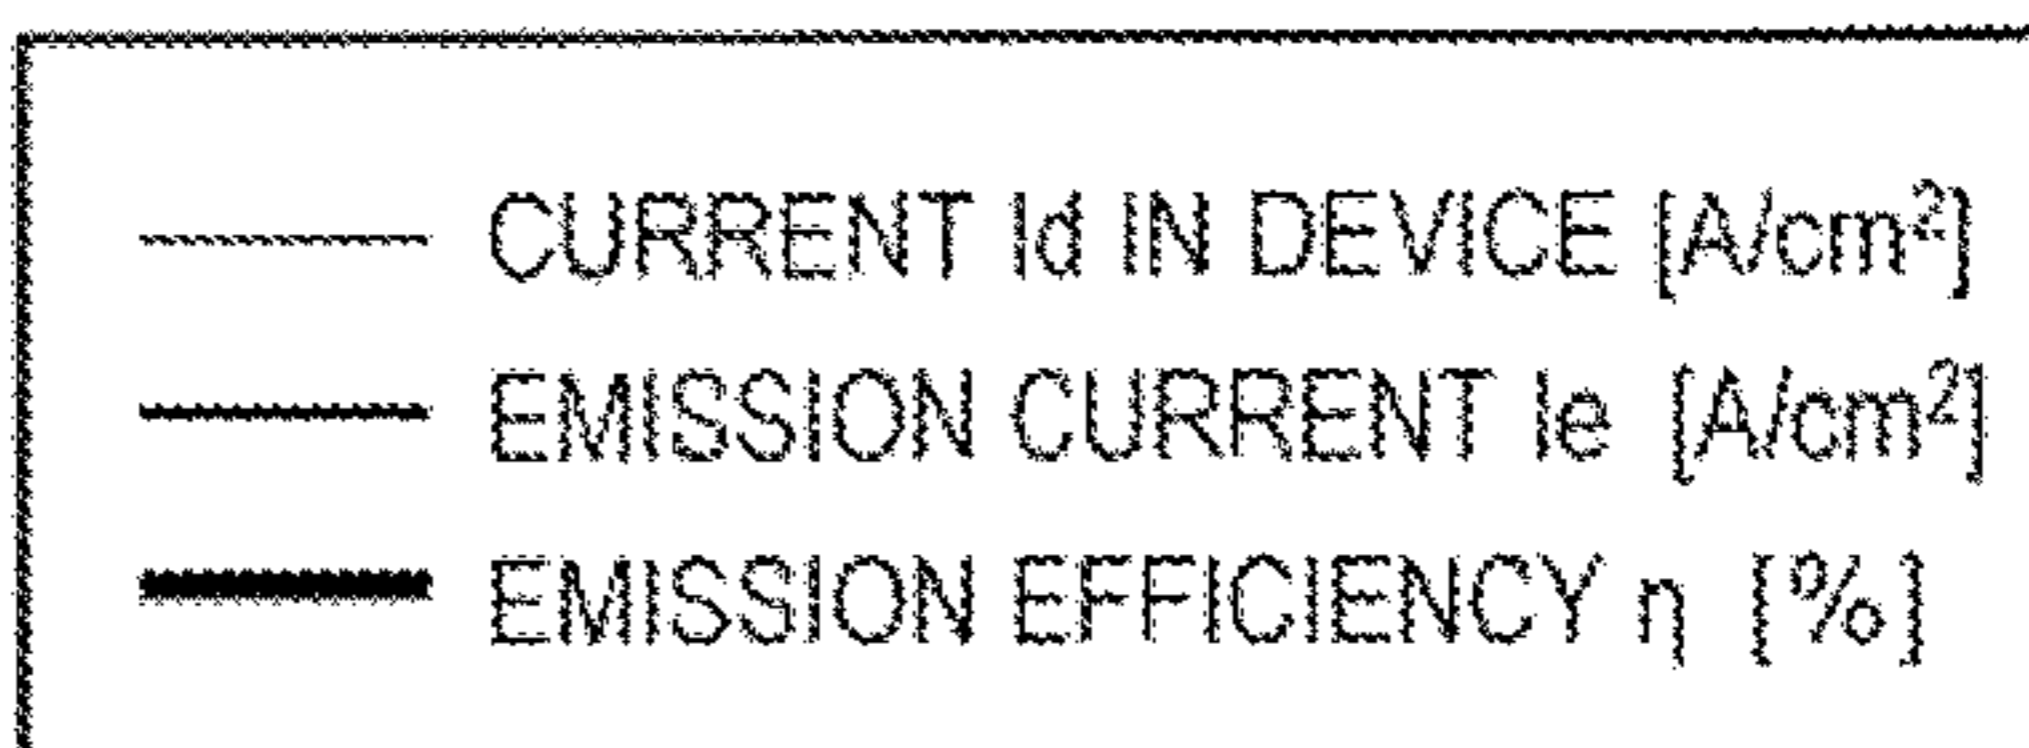 CURRENT Id IN DEVICE [A/cm²]
EMISSION CURRENT Ie [A/cm²]
EMISSION EFFICIENCY η [%]